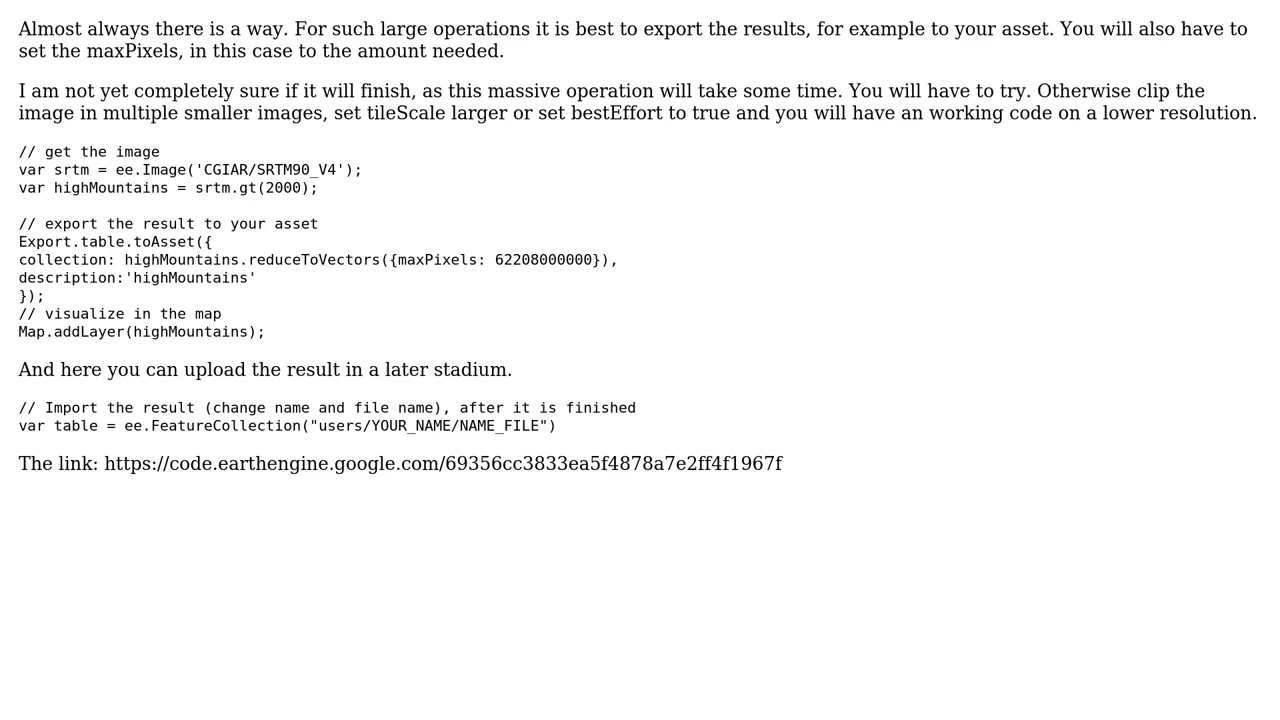 Almost always there is a way. For such large operations it is best to export the results, for example to your asset. You will also have to
set the maxPixels, in this case to the amount needed.
I am not yet completely sure if it will finish, as this massive operation will take some time. You will have to try. Otherwise clip the
image in multiple smaller images, set tileScale larger or set bestEffort to true and you will have an working code on a lower resolution.
// get the image
var srtm = ee.Image('CGIAR/SRTM90_V4');
var highMountains = srtm.gt(2000);
// export the result to your asset
Export.table.toAsset({
collection: highMountains.reduceToVectors({maxPixels: 62208000000}),
description:'highMountains'
});
// visualize in the map
Map.addLayer(highMountains);
And here you can upload the result in a later stadium.
// Import the result (change name and file name), after it is finished
var table = ee.FeatureCollection("users/YOUR_NAME/NAME_FILE")
The link: https://code.earthengine.google.com/69356cc3833ea5f4878a7e2ff4f1967f